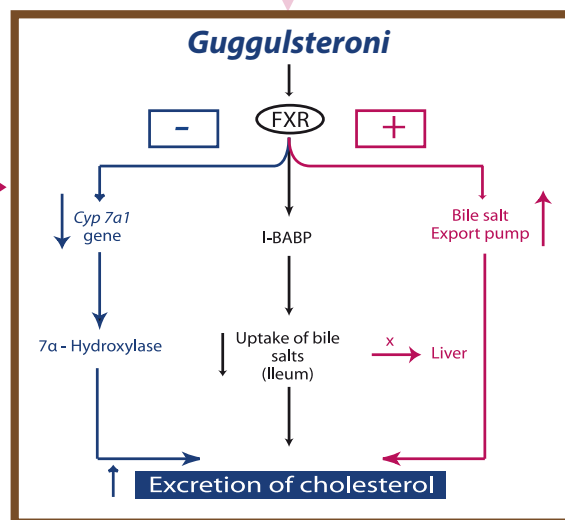 Guggulsteroni
FXR
-
+
Cyp 7a1
gene
I-BABP
Bile salt
Export pump
7α - Hydroxylase
Uptake of bile
salts
(Ileum)
x
Liver
Excretion of cholesterol